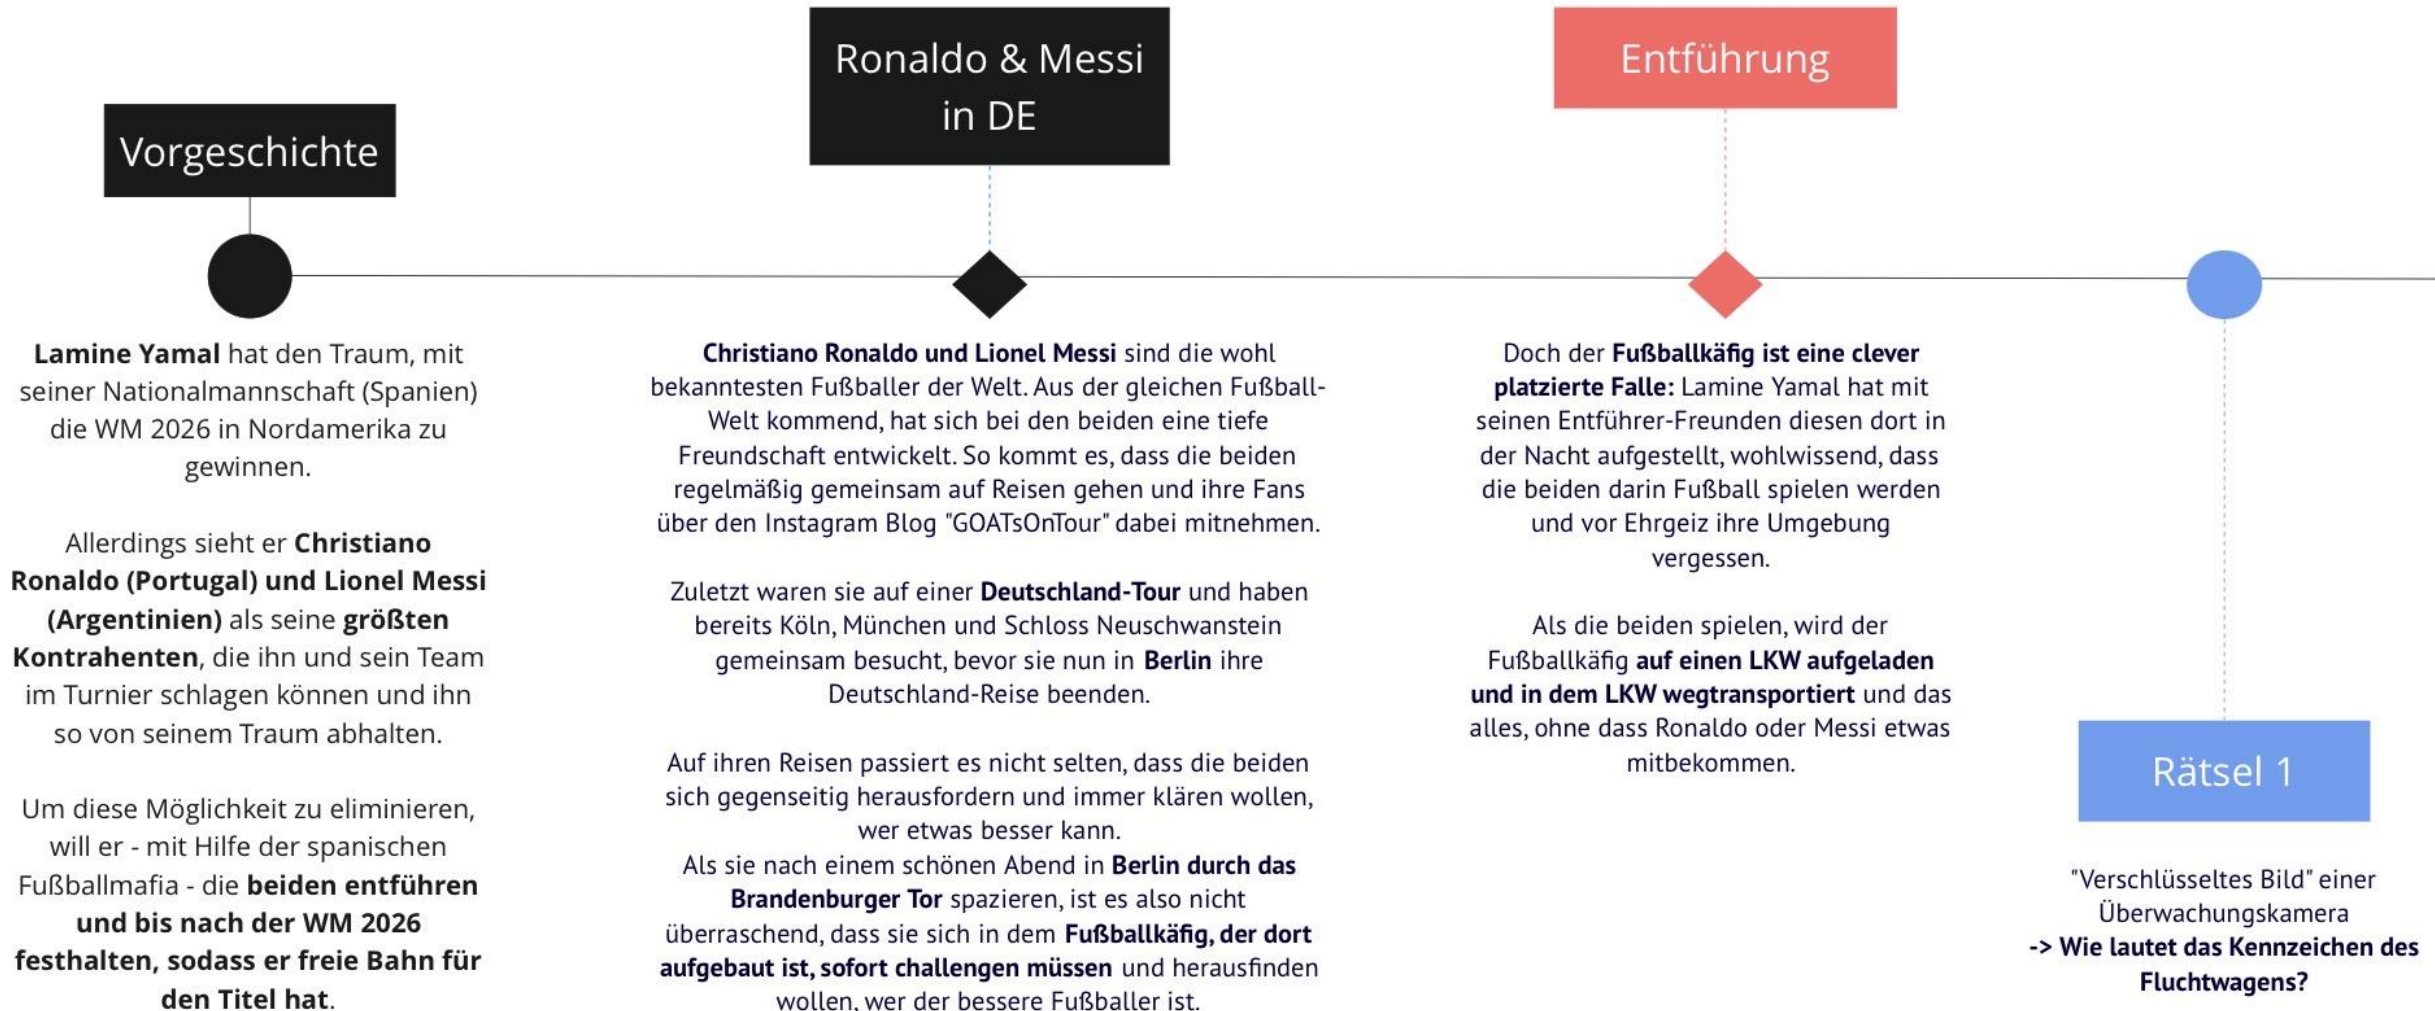 Vorgeschichte
Lamine Yamal hat den Traum, mit
seiner Nationalmannschaft (Spanien)
die WM 2026 in Nordamerika zu
gewinnen.
Allerdings sieht er Christiano
Ronaldo (Portugal) und Lionel Messi
(Argentinien) als seine größten
Kontrahenten, die ihn und sein Team
im Turnier schlagen können und ihn
so von seinem Traum abhalten.
Um diese Möglichkeit zu eliminieren,
will er - mit Hilfe der spanischen
Fußballmafia - die beiden entführen
und bis nach der WM 2026
festhalten, sodass er freie Bahn für
den Titel hat.
Ronaldo & Messi
in DE
Christiano Ronaldo und Lionel Messi sind die wohl
bekanntesten Fußballer der Welt. Aus der gleichen Fußball-
Welt kommend, hat sich bei den beiden eine tiefe
Freundschaft entwickelt. So kommt es, dass die beiden
regelmäßig gemeinsam auf Reisen gehen und ihre Fans
über den Instagram Blog "GOATsOnTour" dabei mitnehmen.
Zuletzt waren sie auf einer Deutschland-Tour und haben
bereits Köln, München und Schloss Neuschwanstein
gemeinsam besucht, bevor sie nun in Berlin ihre
Deutschland-Reise beenden.
Auf ihren Reisen passiert es nicht selten, dass die beiden
sich gegenseitig herausfordern und immer klären wollen,
wer etwas besser kann.
Als sie nach einem schönen Abend in Berlin durch das
Brandenburger Tor spazieren, ist es also nicht
überraschend, dass sie sich in dem Fußballkäfig, der dort
aufgebaut ist, sofort challengen müssen und herausfinden
wollen, wer der bessere Fußballer ist.
Entführung
Doch der Fußballkäfig ist eine clever
platzierte Falle: Lamine Yamal hat mit
seinen Entführer-Freunden diesen dort in
der Nacht aufgestellt, wohlwissend, dass
die beiden darin Fußball spielen werden
und vor Ehrgeiz ihre Umgebung
vergessen.
Als die beiden spielen, wird der
Fußballkäfig auf einen LKW aufgeladen
und in dem LKW wegtransportiert und das
alles, ohne dass Ronaldo oder Messi etwas
mitbekommen.
Rätsel 1
"Verschlüsseltes Bild" einer
Überwachungskamera
-> Wie lautet das Kennzeichen des
Fluchtwagens?